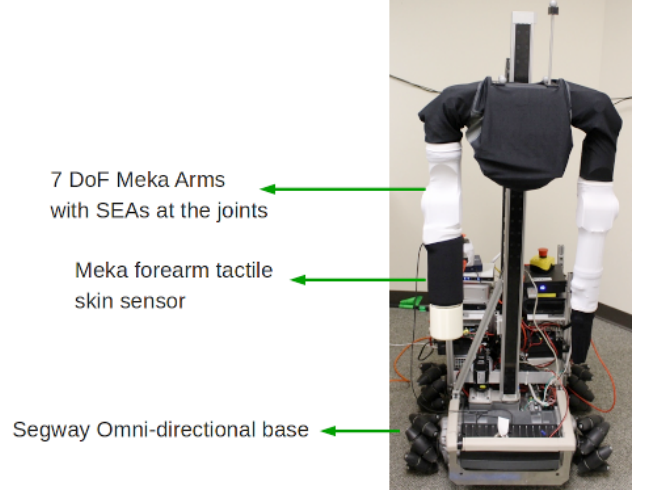 7 DoF Meka Arms
with SEAs at the joints
Meka forearm tactile
skin sensor
Segway Omni-directional base